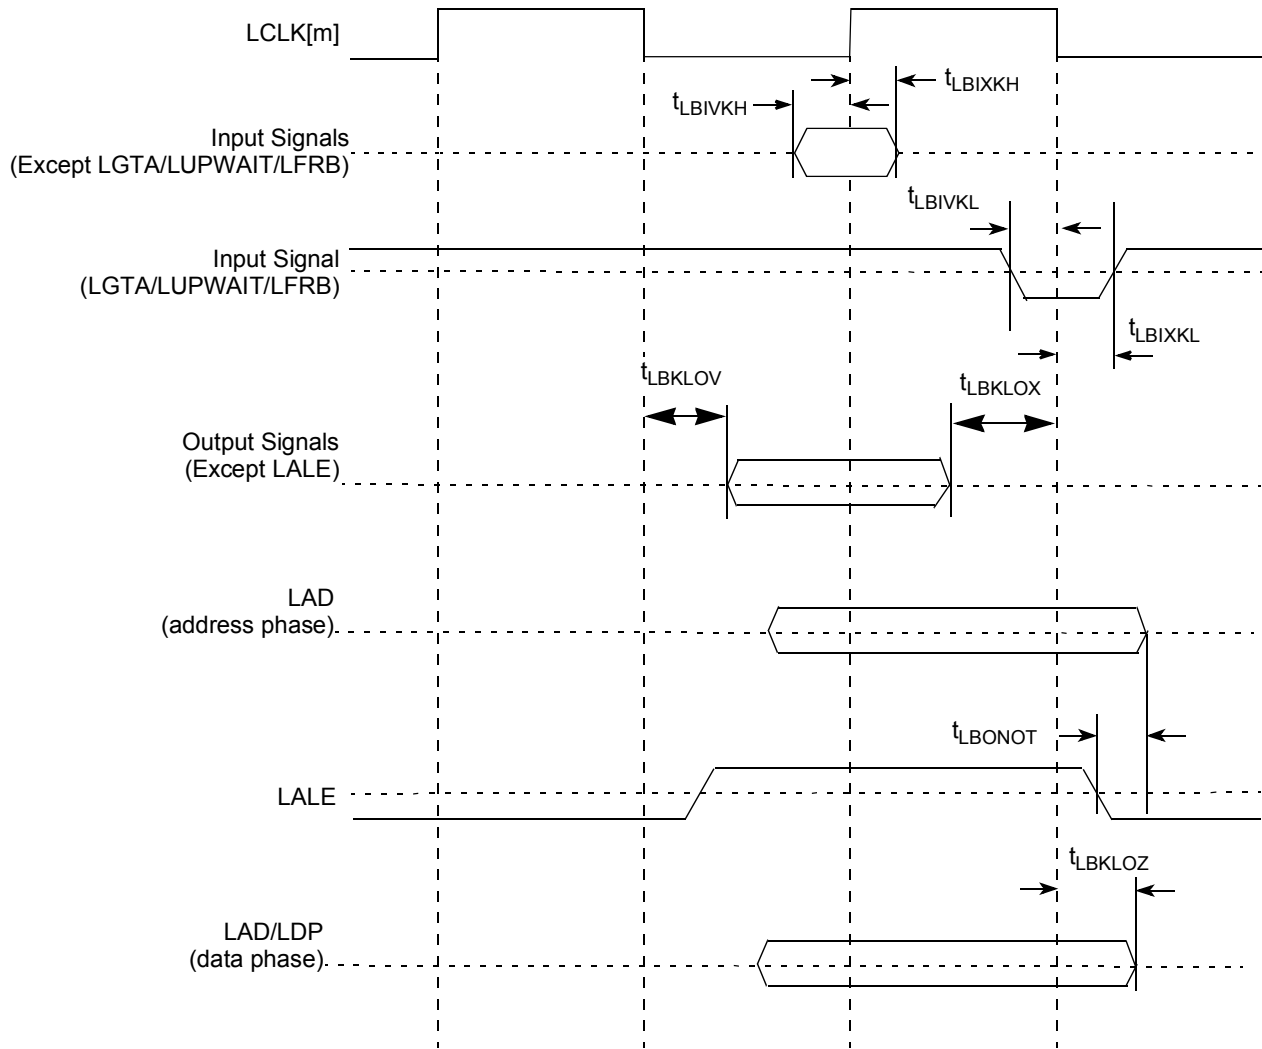 LCLK[m]
tLBIXKH
tLBIVKH
Input Signals
(Except LGTA/LUPWAIT/LFRB)
tLBIVKL
Input Signal
(LGTA/LUPWAIT/LFRB)
tLBIXKL
tLBKLOV
tLBKLOX
Output Signals
(Except LALE)
LAD
(address phase)
tLBONOT
LALE
tLBKLOZ
LAD/LDP
(data phase)